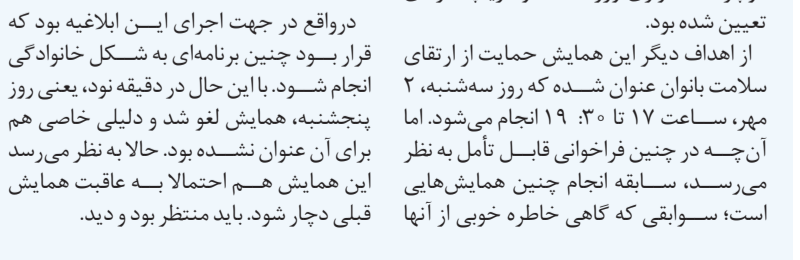 تعیین شده بود.
از اهداف دیگر این همایش حمایت از ارتقای
سلامت بانوان عنوان شده که روز سه‌شنبه، ۲
مهر، ساعت ۱۷ تا ۳۰: ۱۹ انجام می‌شود. اما
آن‌چه در چنین فراخوانی قابل تأمل به نظر
می‌رسد، سابقه انجام چنین همایش‌هایی
است؛ سوابقی که گاهی خاطره خوبی از آنها
درواقع در جهت اجرای این ابلاغیه بود که
قرار بود چنین برنامه‌ای به شکل خانوادگی
انجام شود. با این حال در دقیقه نود، یعنی روز
پنجشنبه، همایش لغو شد و دلیلی خاصی هم
برای آن عنوان نشده بود. حالا به نظر می‌رسد
این همایش هم احتمالا به عاقبت همایش
قبلی دچار شود. باید منتظر بود و دید.